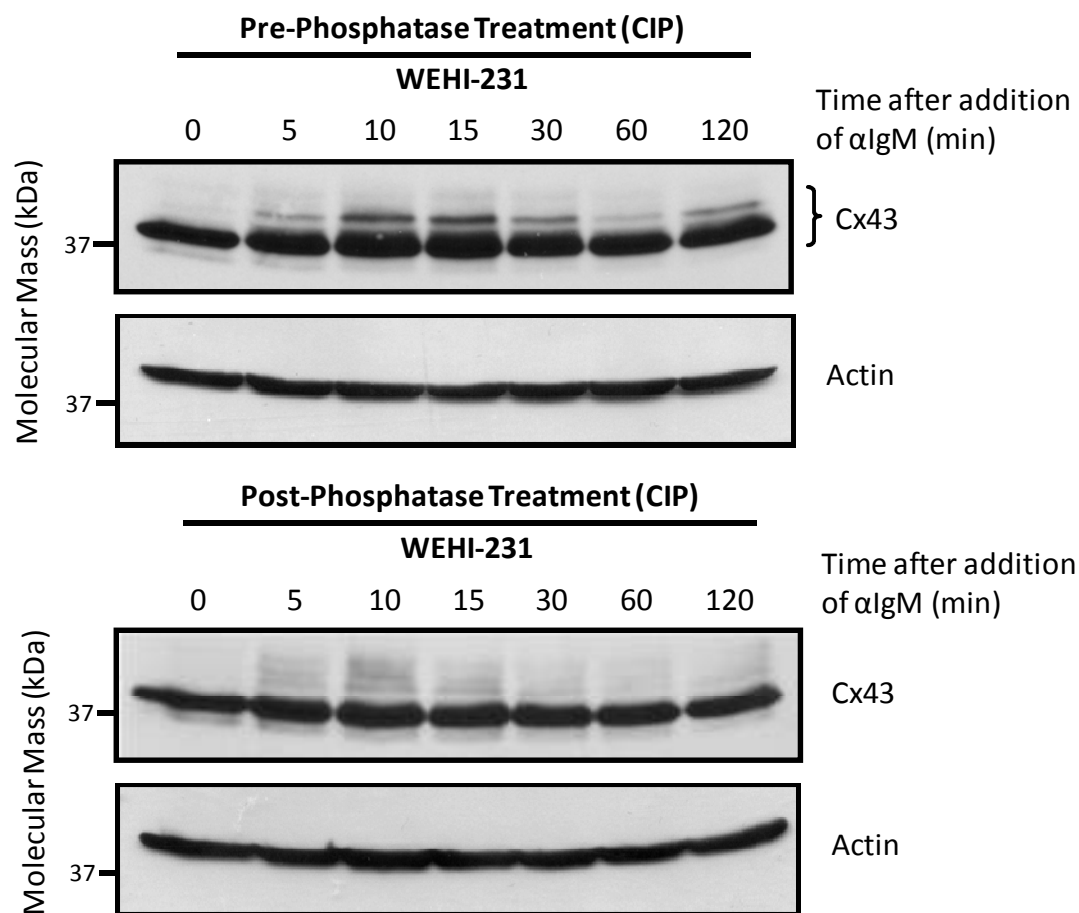 Pre-Phosphatase Treatment (CIP)
WEHI-231
Time after addition
of αIgM (min)
0 5 10 15 30 60 120
Molecular Mass (kDa)
37
Cx43
37
Actin
Post-Phosphatase Treatment (CIP)
WEHI-231
Time after addition
of αIgM (min)
0 5 10 15 30 60 120
Molecular Mass (kDa)
37
Cx43
37
Actin